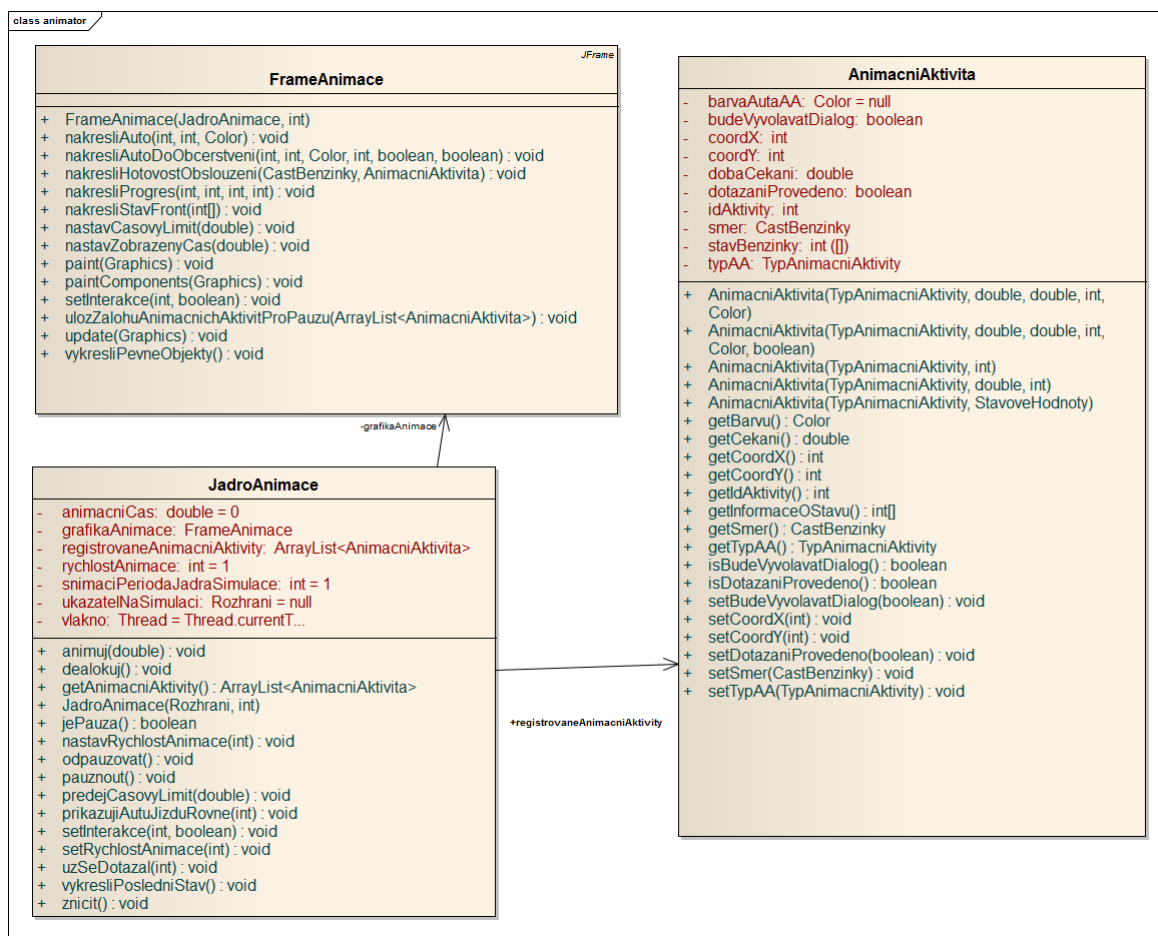 class animator
JFrame
FrameAnimace
+ FrameAnimace(JadroAnimace, int)
+ nakresliAuto(int, int, Color) : void
+ nakresliAutoDoObcerstveni(int, int, Color, int, boolean, boolean) : void
+ nakresliHotovostObslouzeni(CastBenzinky, AnimacniAktivita) : void
+ nakresliProgres(int, int, int, int) : void
+ nakresliStavFront(int[]) : void
+ nastavCasovyLimit(double) : void
+ nastavZobrazenyCas(double) : void
+ paint(Graphics) : void
+ paintComponents(Graphics) : void
+ setInterakce(int, boolean) : void
+ ulozZalohuAnimacnichAktivitProPauzu(ArrayList<AnimacniAktivita>) : void
+ update(Graphics) : void
+ vykresliPevneObjekty() : void
-grafikaAnimace
JadroAnimace
- animacniCas: double = 0
- grafikaAnimace: FrameAnimace
- registrovaneAnimacniAktivity: ArrayList<AnimacniAktivita>
- rychlostAnimace: int = 1
- snimaciPeriodaJadraSimulace: int = 1
- ukazatelNaSimulaci: Rozhrani = null
- vlakno: Thread = Thread.currentT...
+ animuj(double) : void
+ dealokuj() : void
+ getAnimacniAktivity() : ArrayList<AnimacniAktivita>
+ JadroAnimace(Rozhrani, int)
+ jePauza() : boolean
+ nastavRychlostAnimace(int) : void
+ odpauzovat() : void
+ pauznout() : void
+ predejCasovyLimit(double) : void
+ prikazujiAutuJizduRovne(int) : void
+ setInterakce(int, boolean) : void
+ setRychlostAnimace(int) : void
+ uzSeDotazal(int) : void
+ vykresliPosledniStav() : void
+ znicit() : void
+registrovaneAnimacniAktivity
AnimacniAktivita
- barvaAutaAA: Color = null
- budeVyvolavatDialog: boolean
- coordX: int
- coordY: int
- dobaCekani: double
- dotazaniProvedeno: boolean
- idAktivity: int
- smer: CastBenzinky
- stavBenzinky: int ([])
- typAA: TypAnimacniAktivity
+ AnimacniAktivita(TypAnimacniAktivity, double, double, int,
Color)
+ AnimacniAktivita(TypAnimacniAktivity, double, double, int,
Color, boolean)
+ AnimacniAktivita(TypAnimacniAktivity, int)
+ AnimacniAktivita(TypAnimacniAktivity, double, int)
+ AnimacniAktivita(TypAnimacniAktivity, StavoveHodnoty)
+ getBarvu() : Color
+ getCekani() : double
+ getCoordX() : int
+ getCoordY() : int
+ getIdAktivity() : int
+ getInformaceOStavu() : int[]
+ getSmer() : CastBenzinky
+ getTypAA() : TypAnimacniAktivity
+ isBudeVyvolavatDialog() : boolean
+ isDotazaniProvedeno() : boolean
+ setBudeVyvolavatDialog(boolean) : void
+ setCoordX(int) : void
+ setCoordY(int) : void
+ setDotazaniProvedeno(boolean) : void
+ setSmer(CastBenzinky) : void
+ setTypAA(TypAnimacniAktivity) : void